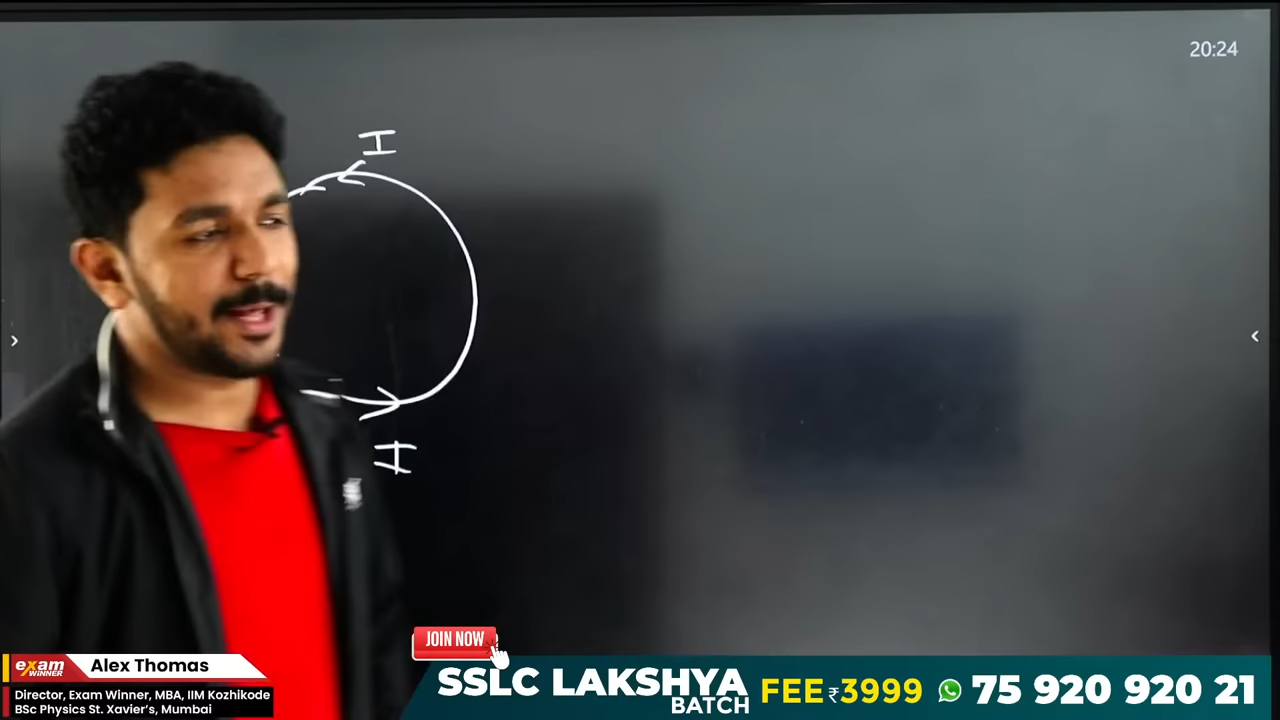 20:24
I
I
JOIN NOW
exam
WINNER
Alex Thomas
Director, Exam Winner, MBA, IIM Kozhikode
BSc Physics St. Xavier's, Mumbai
SSLC LAKSHYA
BATCH
FEE ₹3999
75 920 920 21